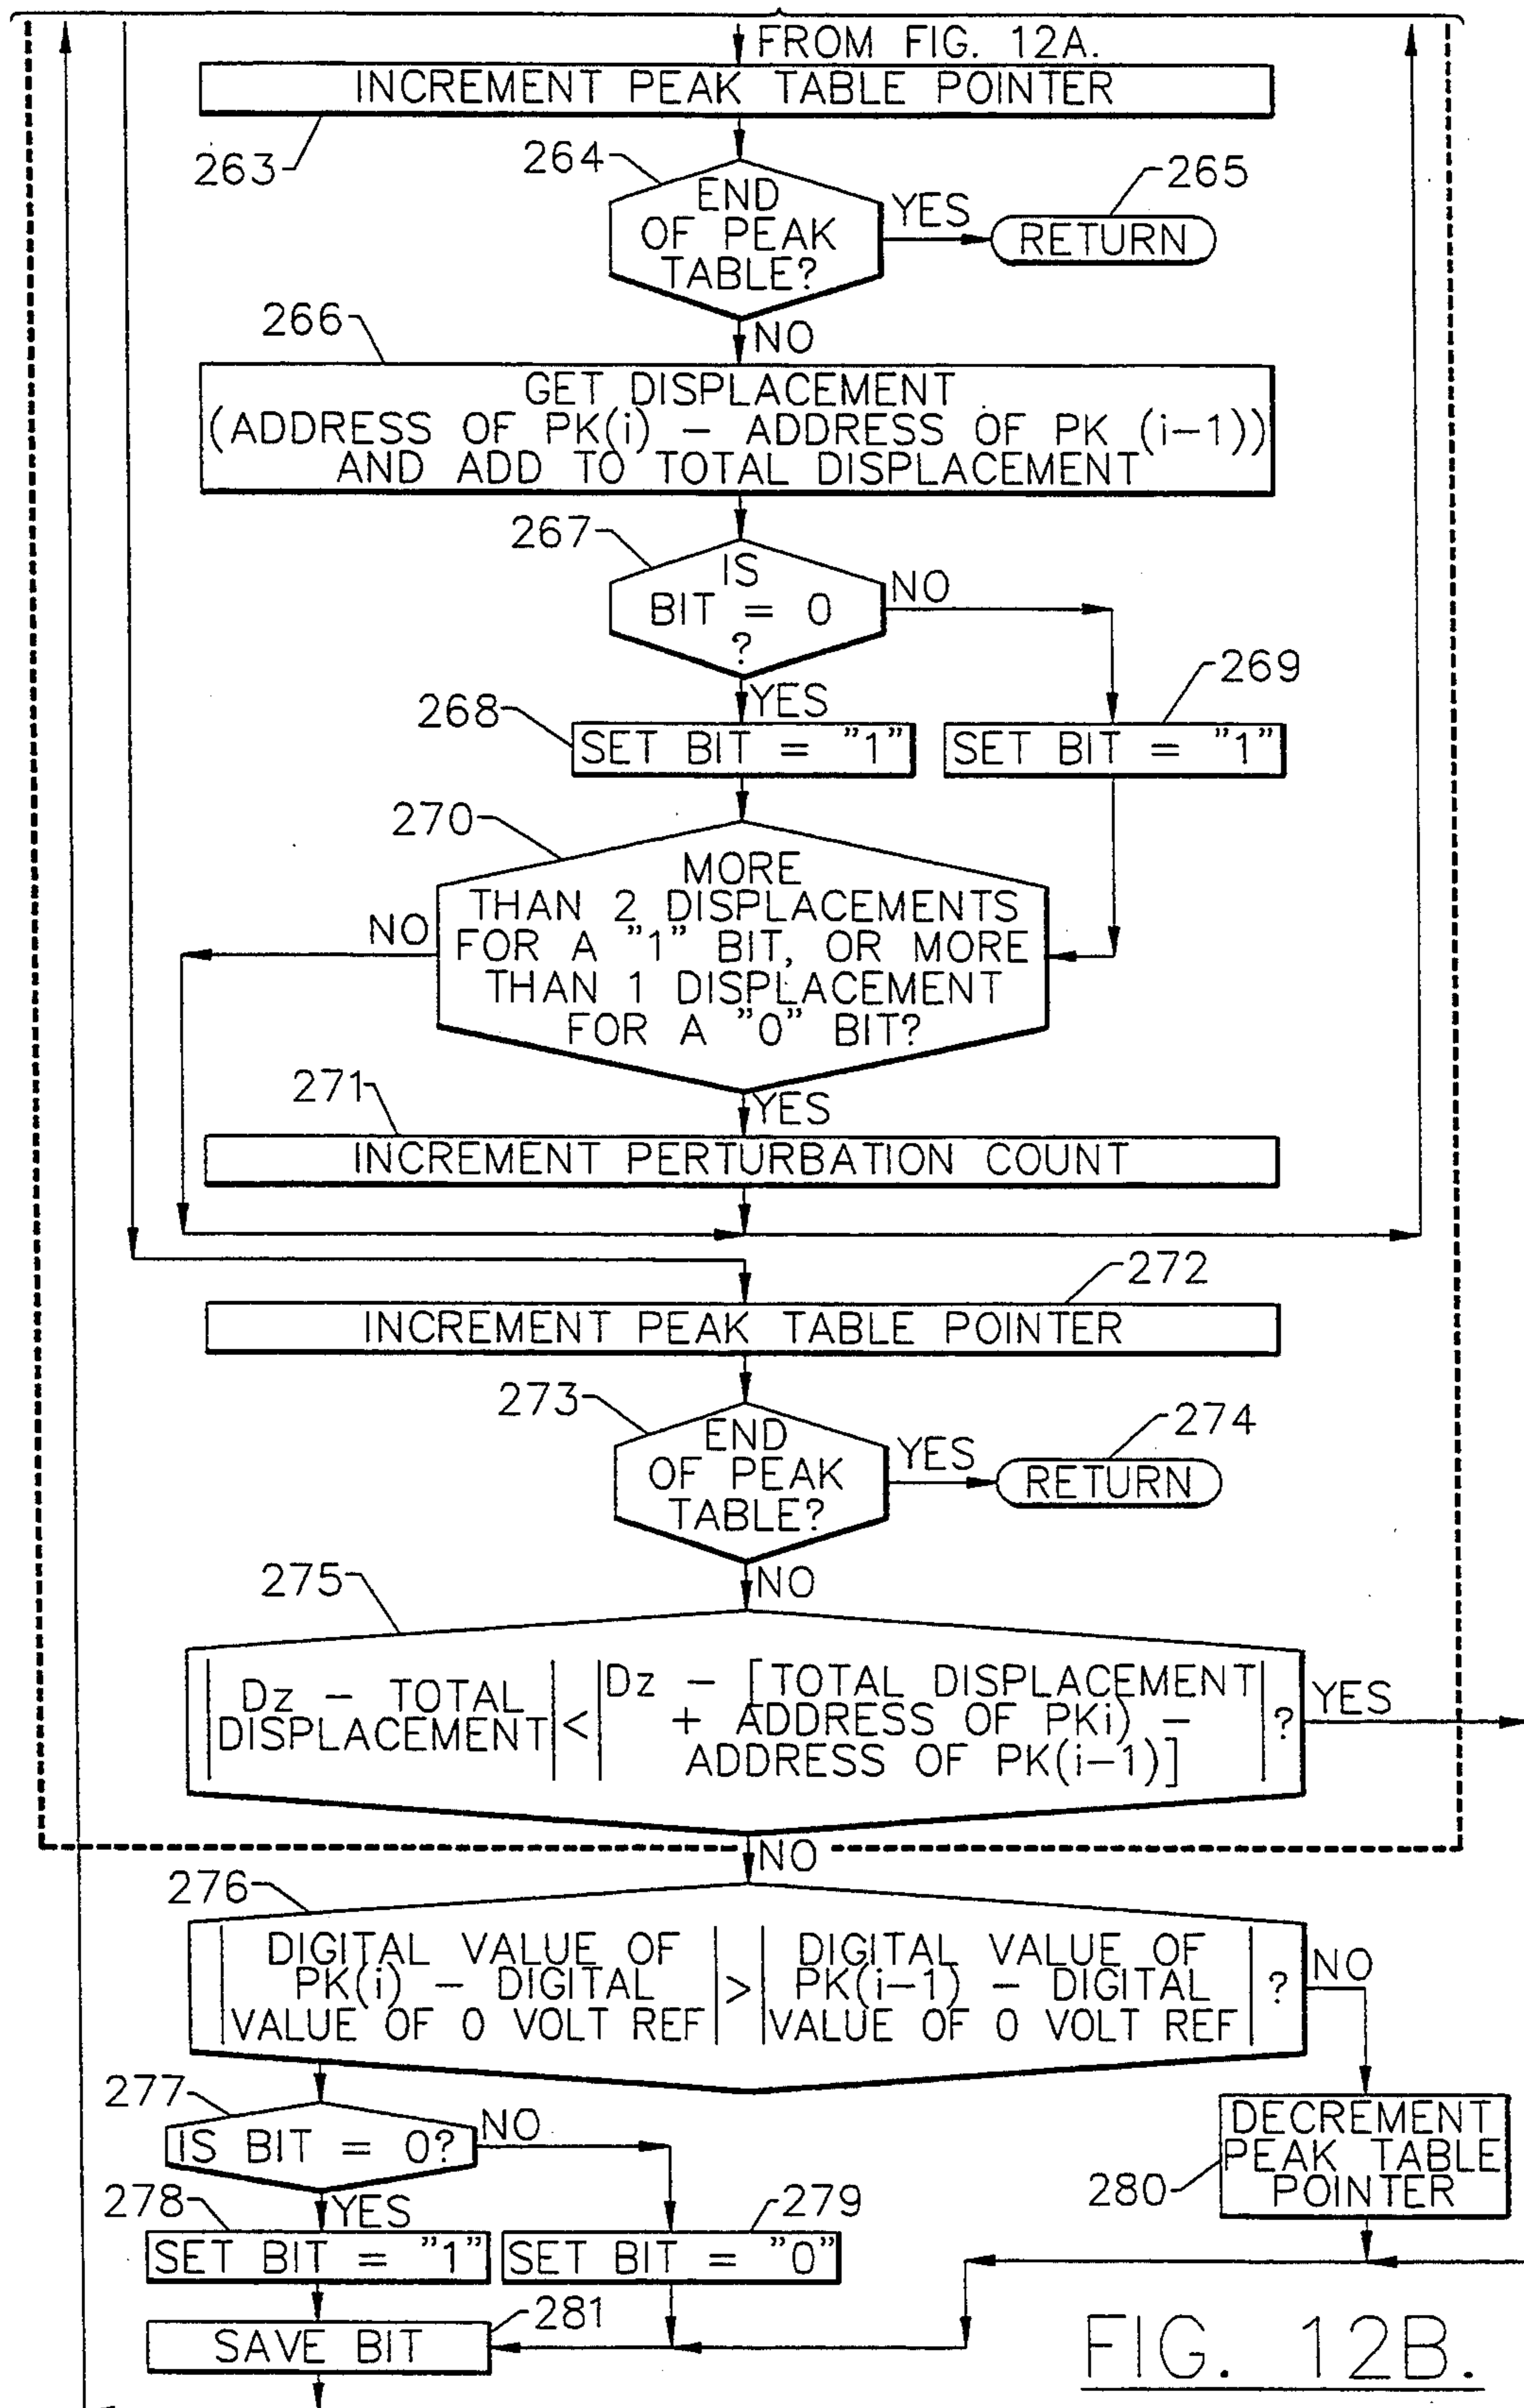 FROM FIG. 12A.
INCREMENT PEAK TABLE POINTER
263
264
END
OF PEAK
TABLE?
YES
265
RETURN
NO
266
GET DISPLACEMENT
(ADDRESS OF PK(i) - ADDRESS OF PK (i-1))
AND ADD TO TOTAL DISPLACEMENT
267
IS
BIT = 0
?
NO
YES
268
SET BIT = "1"
269
SET BIT = "1"
270
MORE
THAN 2 DISPLACEMENTS
FOR A "1" BIT, OR MORE
THAN 1 DISPLACEMENT
FOR A "0" BIT?
NO
YES
271
INCREMENT PERTURBATION COUNT
272
INCREMENT PEAK TABLE POINTER
273
END
OF PEAK
TABLE?
YES
274
RETURN
NO
275
|Dz - TOTAL
DISPLACEMENT|
<
|Dz - [TOTAL DISPLACEMENT
+ ADDRESS OF PKi) -
ADDRESS OF PK(i-1)]|
?
YES
NO
276
|DIGITAL VALUE OF
PK(i) - DIGITAL
VALUE OF 0 VOLT REF|
>
|DIGITAL VALUE OF
PK(i-1) - DIGITAL
VALUE OF 0 VOLT REF|
?
NO
277
IS BIT = 0?
NO
YES
278
SET BIT = "1"
279
SET BIT = "0"
DECREMENT
PEAK TABLE
POINTER
280
281
SAVE BIT
FIG. 12B.